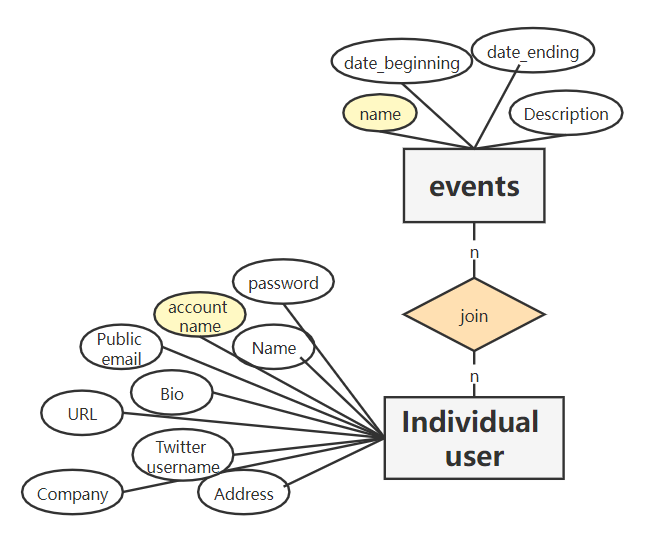 date_ending
date_beginning
name
Description
events
n
join
n
Individual
user
password
account
name
Name
Public
email
Bio
URL
Twitter
username
Company
Address